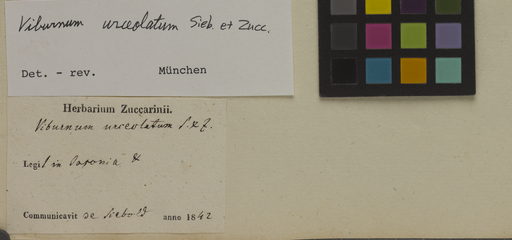 Viburnum urceolatum Sieb. et Zucc.
Det. - rev. München
Herbarium Zuccarinii.
Viburnum urceolatum S. & Z.
Legit in Japonia
Communicavit de Siebold anno 1842